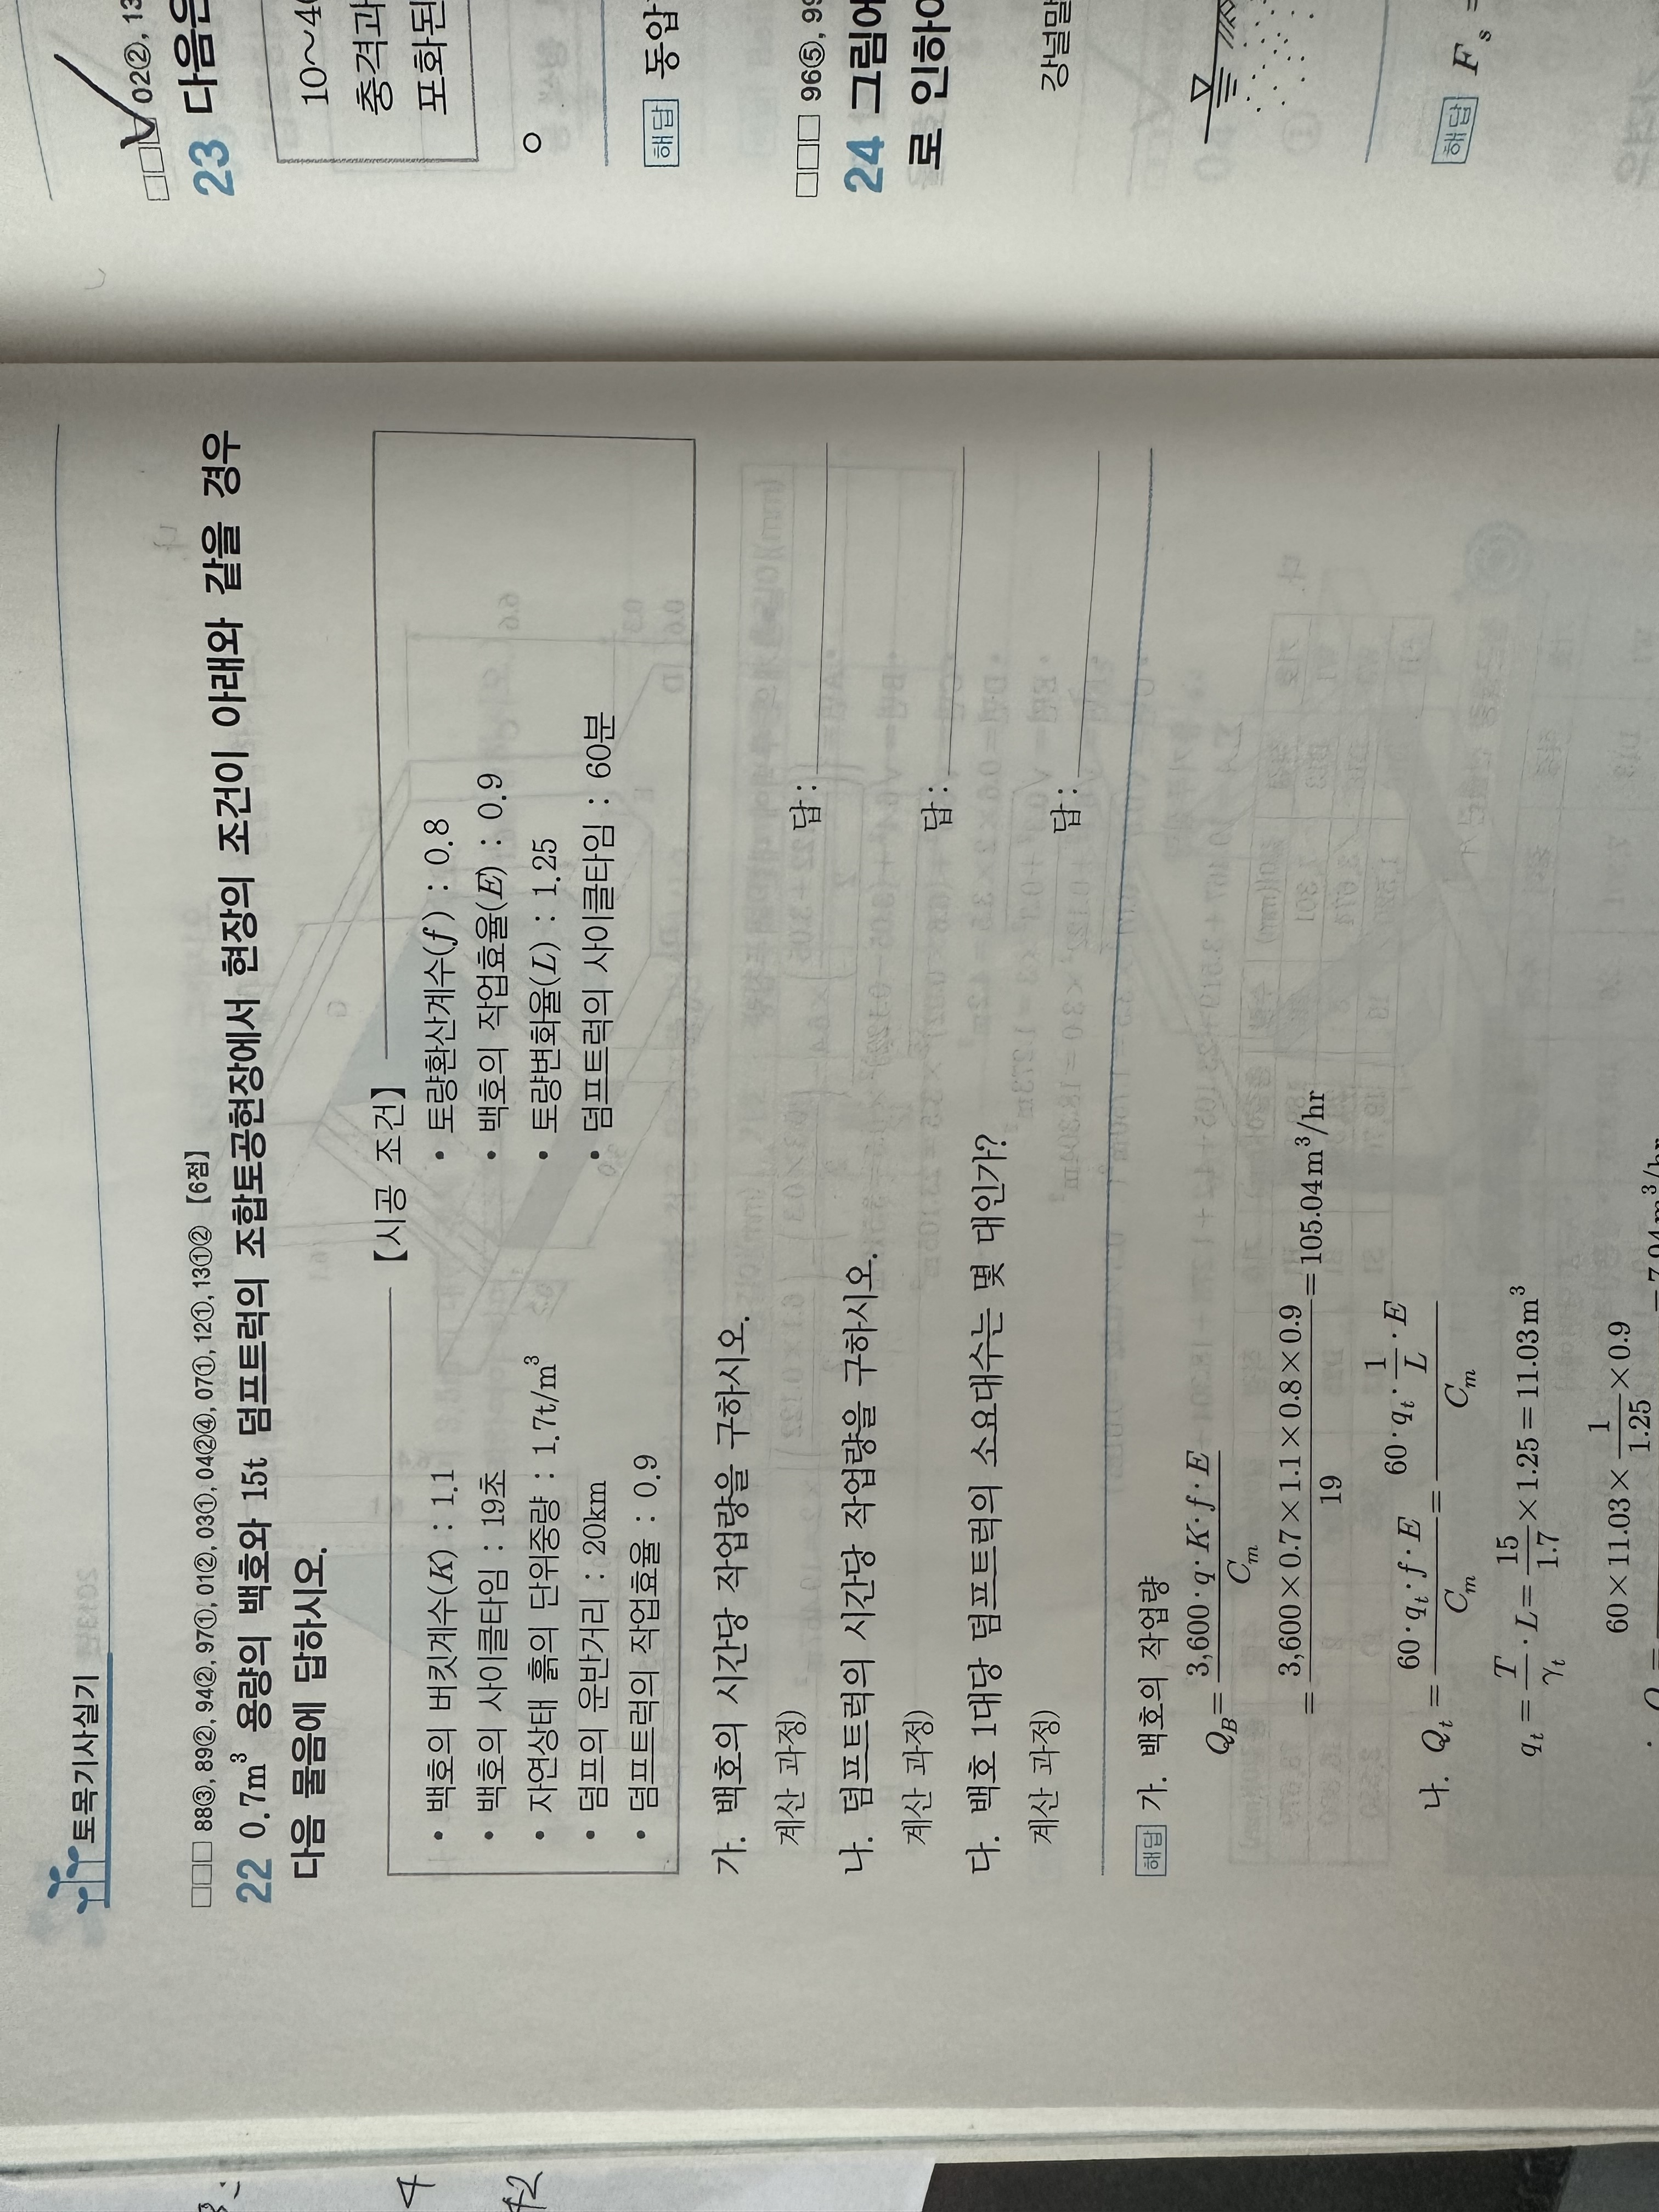 토목기사실기
□□□ 88③, 89②, 94②, 97①, 01②, 03①, 04②④, 07①, 12①, 13①② 【6점】
22 0.7m³ 용량의 백호와 15t 덤프트럭의 조합토공현장에서 현장의 조건이 아래와 같을 경우
다음 물음에 답하시오.
【시공 조건】
• 백호의 버킷계수(K) : 1.1 • 토량환산계수(f) : 0.8
• 백호의 사이클타임 : 19초 • 백호의 작업효율(E) : 0.9
• 자연상태 흙의 단위중량 : 1.7t/m³ • 토량변화율(L) : 1.25
• 덤프의 운반거리 : 20km • 덤프트럭의 사이클타임 : 60분
• 덤프트럭의 작업효율 : 0.9
가. 백호의 시간당 작업량을 구하시오.
계산 과정) 답 :
나. 덤프트럭의 시간당 작업량을 구하시오.
계산 과정) 답 :
다. 백호 1대당 덤프트럭의 소요대수는 몇 대인가?
계산 과정) 답 :
해답 가. 백호의 작업량
Q_B = 3,600·q·K·f·E / C_m
= 3,600×0.7×1.1×0.8×0.9 / 19 = 105.04m³/hr
나. Q_t = 60·q_t·f·E / C_m = 60·q_t·1/L·E / C_m
q_t = T/γ_t · L = 15/1.7 ×1.25 = 11.03m³
60×11.03× 1/1.25 ×0.9
02②, 13
23 다음은
10~40
충격과
포화된
○
해답 동압
□□□ 96⑤, 99
24 그림에
로 인하여
강널말
해답 F_s =
4
42